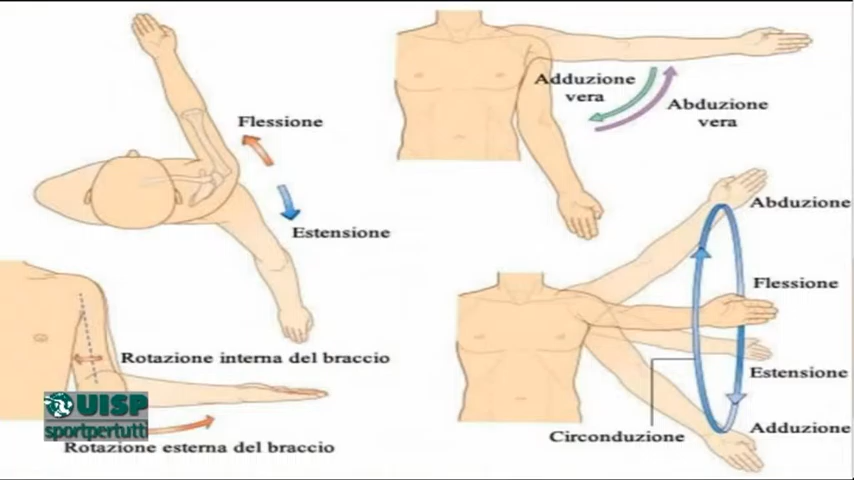 Flessione
Estensione
Adduzione
vera
Abduzione
vera
Rotazione interna del braccio
UISP
sportpertutti
Rotazione esterna del braccio
Abduzione
Flessione
Estensione
Adduzione
Circonduzione